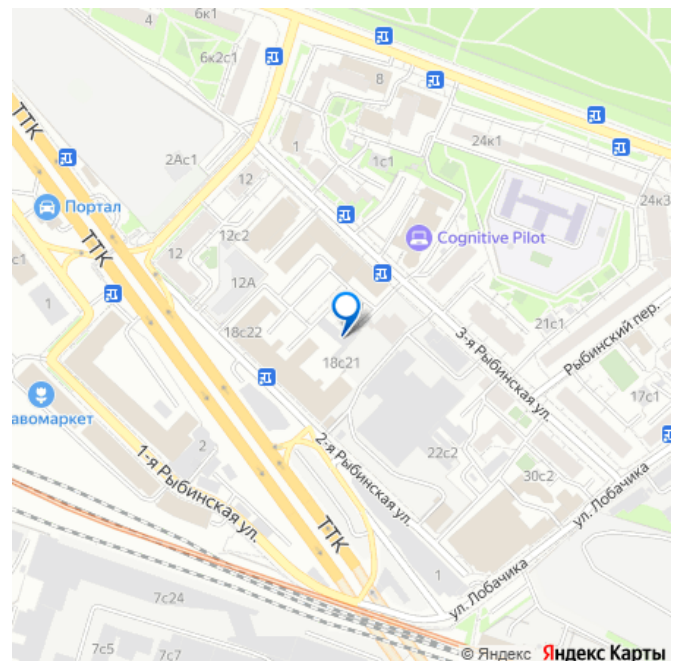 6к1
4
6к2с1
8
ТТК
24к1
2Ас1
1
1с1
12
24к3
Портал
12с2
Cognitive Pilot
12
ТТК
с1
12А
1
3-я Рыбинская ул.
21с1
Рыбинский пер.
18с22
18с21
17с1
авомаркет
2
2-я Рыбинская ул.
22с2
1-я Рыбинская ул.
30с2
ул. Лобачика
ТТК
1
ул. Лобачика
7с24
7с5
7с7
© Яндекс Яндекс Карты